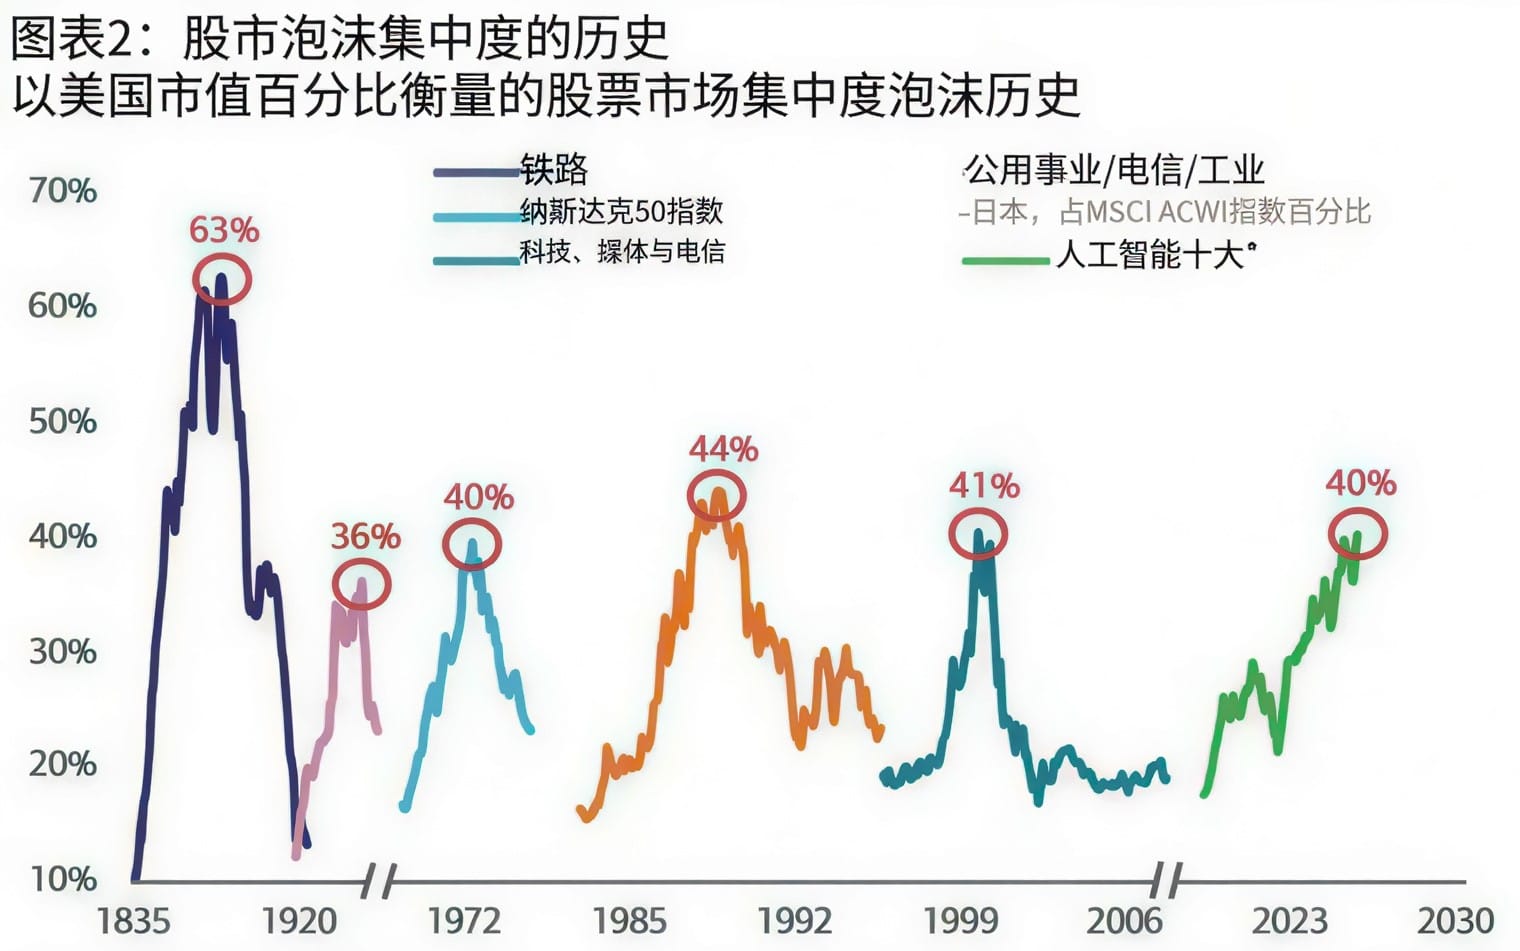 图表2：股市泡沫集中度的历史
以美国市值百分比衡量的股票市场集中度泡沫历史
铁路
纳斯达克50指数
科技、媒体与电信
公用事业/电信/工业
-日本，占MSCI ACWI指数百分比
人工智能十大*
70%
60%
50%
40%
30%
20%
10%
63%
36%
40%
44%
41%
40%
1835 1920 1972 1985 1992 1999 2006 2023 2030